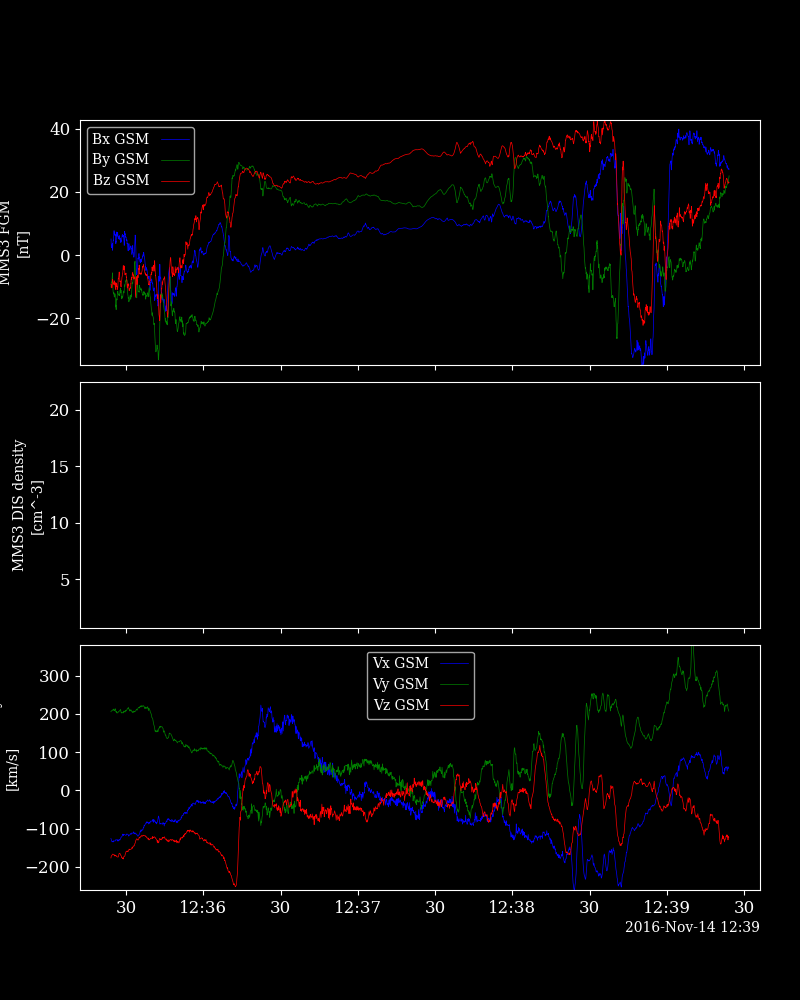 40
20
0
−20
MMS3 FGM
[nT]
Bx GSM
By GSM
Bz GSM
20
15
10
5
MMS3 DIS density
[cm^-3]
300
200
100
0
−100
−200
[km/s]
Vx GSM
Vy GSM
Vz GSM
30 12:36 30 12:37 30 12:38 30 12:39 30
2016-Nov-14 12:39